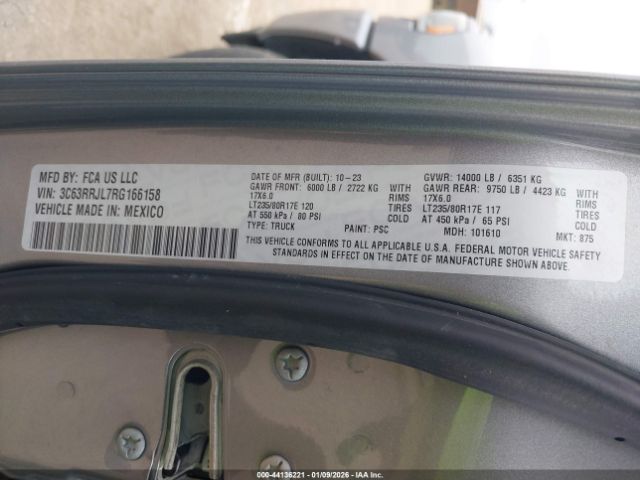 MFD BY: FCA US LLC
VIN: 3C63RRJL7RG166158
VEHICLE MADE IN: MEXICO
DATE OF MFR (BUILT): 10-23
GAWR FRONT: 6000 LB / 2722 KG WITH
17X6.0 RIMS
LT235/80R17E 120 TIRES
AT 550 kPa / 80 PSI COLD
TYPE: TRUCK PAINT: PSC
GVWR: 14000 LB / 6351 KG
GAWR REAR: 9750 LB / 4423 KG WITH
17X6.0 RIMS
LT235/80R17E 117 TIRES
AT 450 kPa / 65 PSI COLD
MDH: 101610 MKT: 875
THIS VEHICLE CONFORMS TO ALL APPLICABLE U.S.A. FEDERAL MOTOR VEHICLE SAFETY
STANDARDS IN EFFECT ON THE DATE OF MANUFACTURE SHOWN ABOVE.
000-44136221 - 01/09/2026 - IAA Inc.